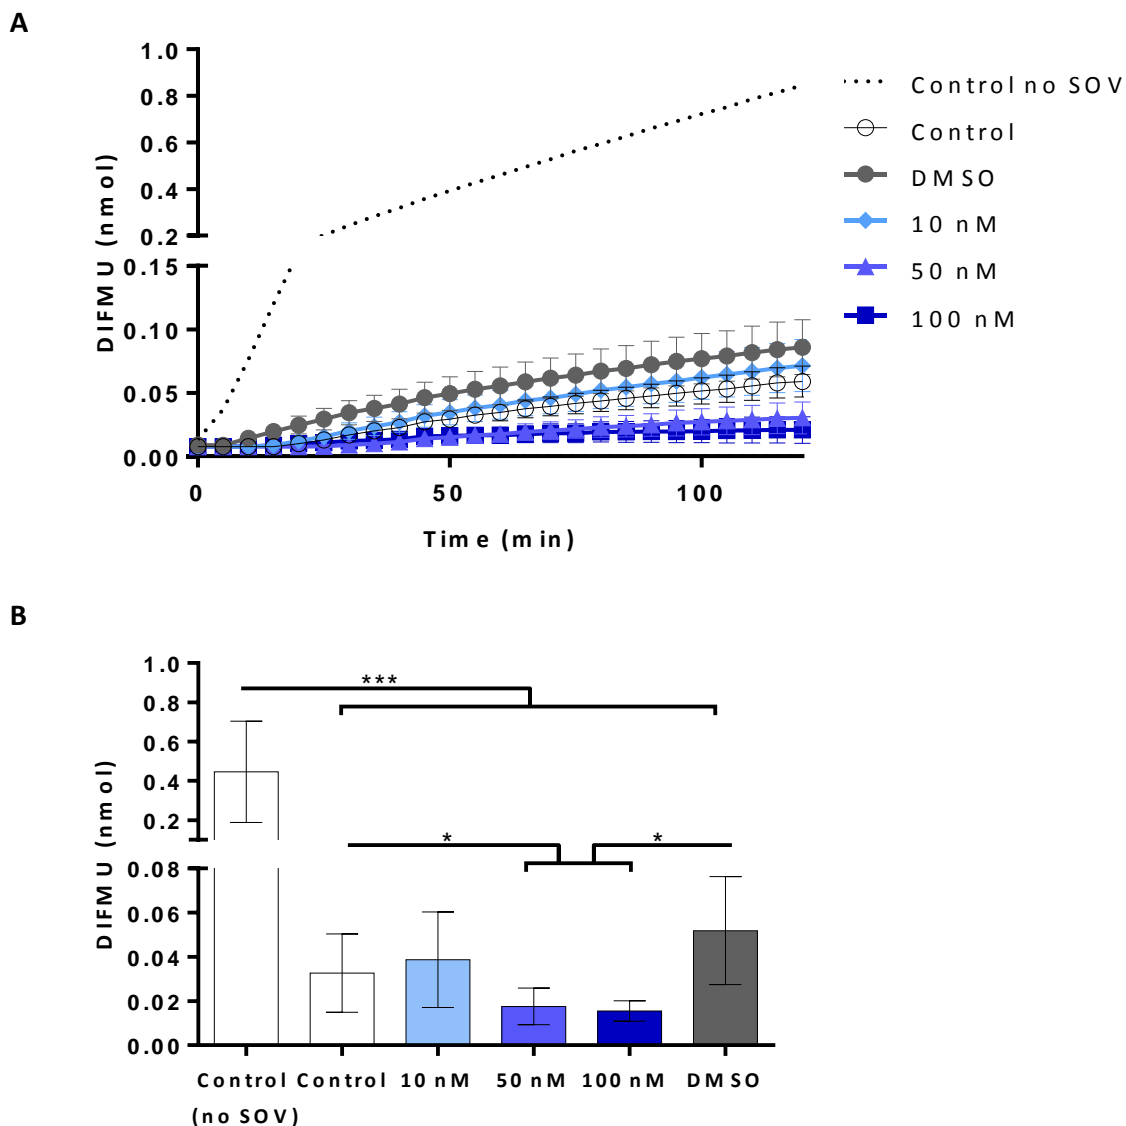 A
1.0
0.8
0.6
0.4
0.2
0.15
0.10
0.05
0.00
DIFMU (nmol)
0 50 100
Time (min)
Control no SOV
Control
DMSO
10 nM
50 nM
100 nM
B
1.0
0.8
0.6
0.4
0.2
0.08
0.06
0.04
0.02
0.00
DIFMU (nmol)
***
* *
Control Control 10 nM 50 nM 100 nM DMSO
(no SOV)